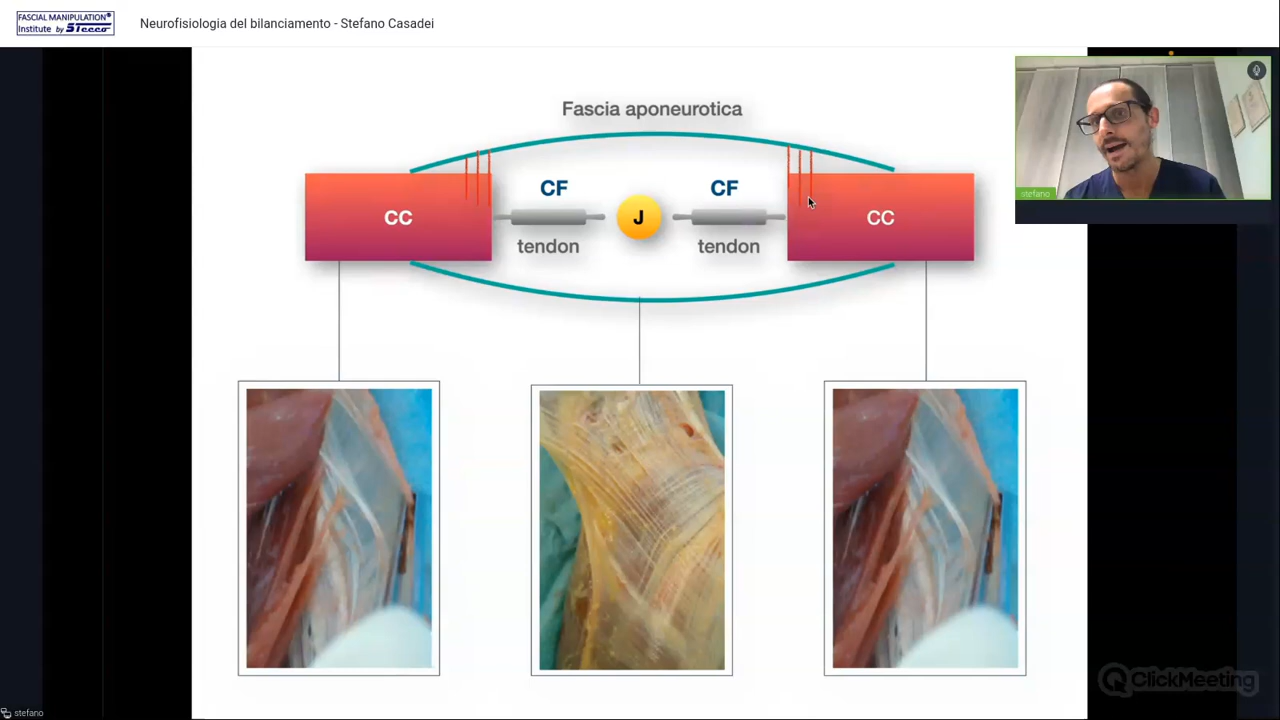 FASCIAL MANIPULATION®
Institute by Stecco
Neurofisiologia del bilanciamento - Stefano Casadei
Fascia aponeurotica
CC
CF
tendon
J
CF
tendon
CC
stefano
ClickMeeting
stefano